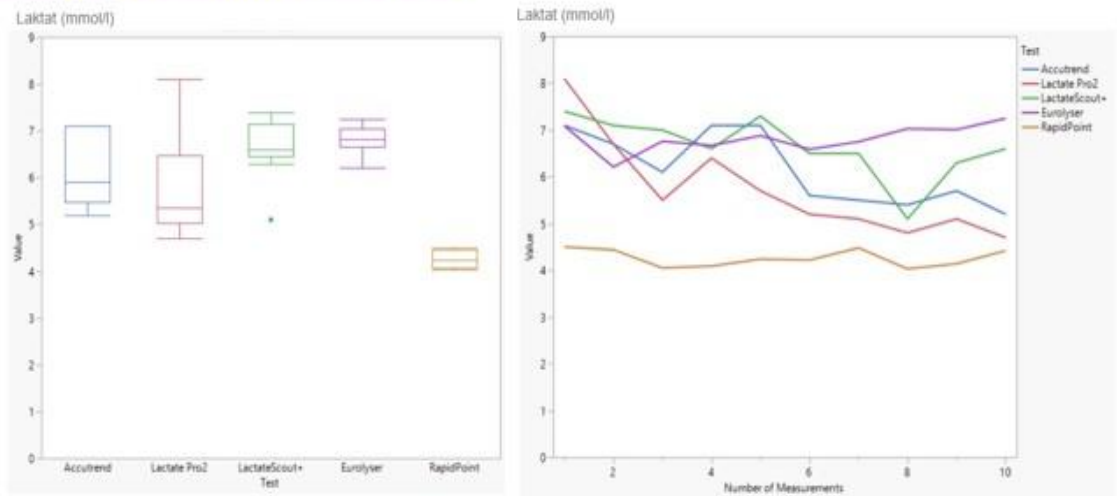 Laktat (mmol/l)
9
8
7
6
5
4
3
2
1
0
Value
Accutrend Lactate Pro2 LactateScout+ Eurolyser RapidPoint
Test
Laktat (mmol/l)
9
8
7
6
5
4
3
2
1
0
Value
2 4 6 8 10
Number of Measurements
Test
Accutrend
Lactate Pro2
LactateScout+
Eurolyser
RapidPoint